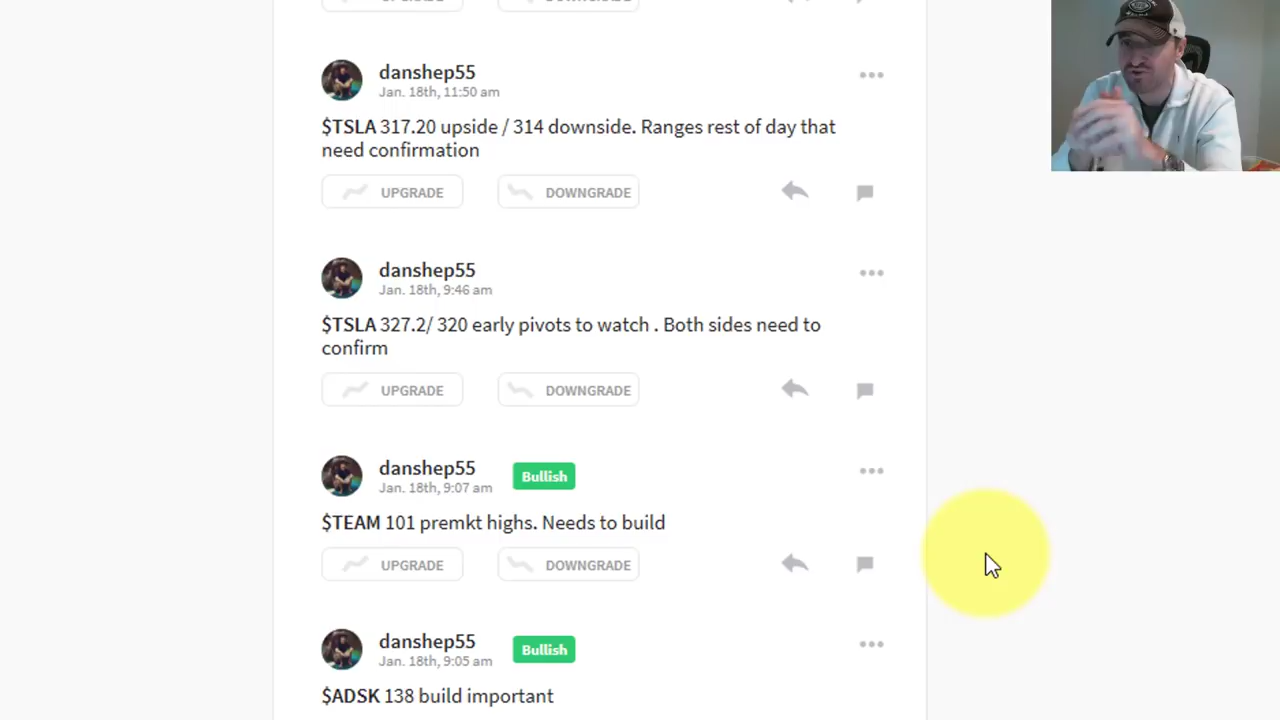 UPGRADE DOWNGRADE
danshep55
Jan. 18th, 11:50 am
$TSLA 317.20 upside / 314 downside. Ranges rest of day that
need confirmation
UPGRADE DOWNGRADE
danshep55
Jan. 18th, 9:46 am
$TSLA 327.2/ 320 early pivots to watch . Both sides need to
confirm
UPGRADE DOWNGRADE
danshep55 Bullish
Jan. 18th, 9:07 am
$TEAM 101 premkt highs. Needs to build
UPGRADE DOWNGRADE
danshep55 Bullish
Jan. 18th, 9:05 am
$ADSK 138 build important